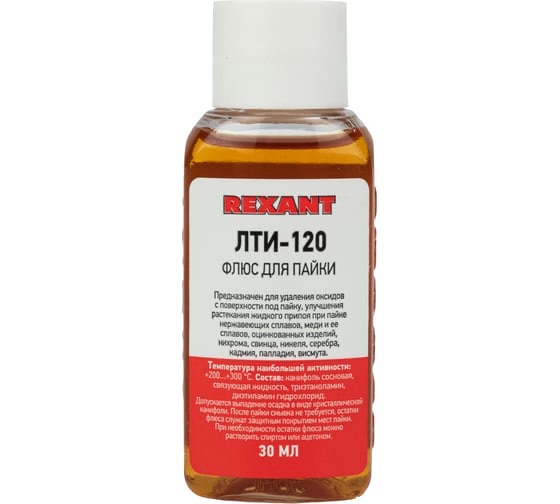 REXANT
ЛТИ-120
ФЛЮС ДЛЯ ПАЙКИ
Предназначен для удаления оксидов
с поверхности под пайку, улучшения
растекания жидкого припоя при пайке
нержавеющих сплавов, меди и ее
сплавов, оцинкованных изделий,
нихрома, свинца, никеля, серебра,
кадмия, палладия, висмута.
Температура наибольшей активности:
+200...+300 °C. Состав: канифоль сосновая,
связующая жидкость, триэтаноламин,
диэтиламин гидрохлорид.
Допускается выпадение осадка в виде кристаллической
канифоли. После пайки смывка не требуется, остатки
флюса служат защитным покрытием мест пайки.
При необходимости остатки флюса можно
растворить спиртом или ацетоном.
30 МЛ